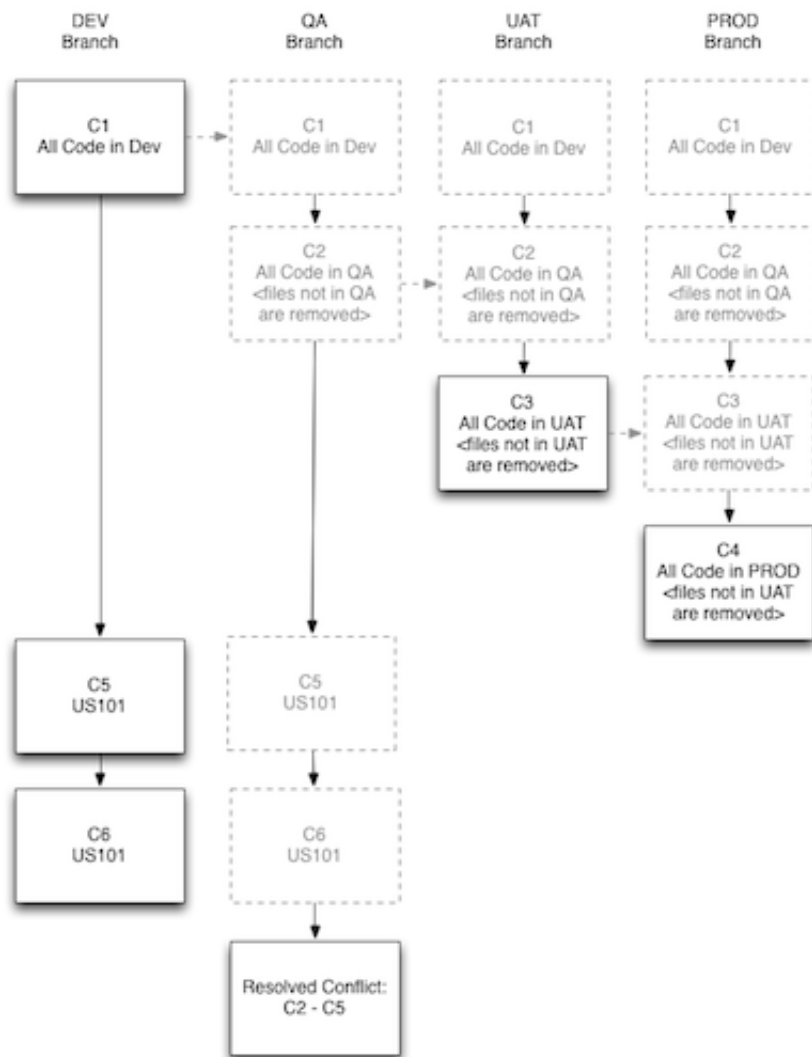 DEV
Branch
QA
Branch
UAT
Branch
PROD
Branch
C1
All Code in Dev
C1
All Code in Dev
C1
All Code in Dev
C1
All Code in Dev
C2
All Code in QA
<files not in QA
are removed>
C2
All Code in QA
<files not in QA
are removed>
C2
All Code in QA
<files not in QA
are removed>
C3
All Code in UAT
<files not in UAT
are removed>
C3
All Code in UAT
<files not in UAT
are removed>
C4
All Code in PROD
<files not in UAT
are removed>
C5
US101
C5
US101
C6
US101
C6
US101
Resolved Conflict:
C2 - C5